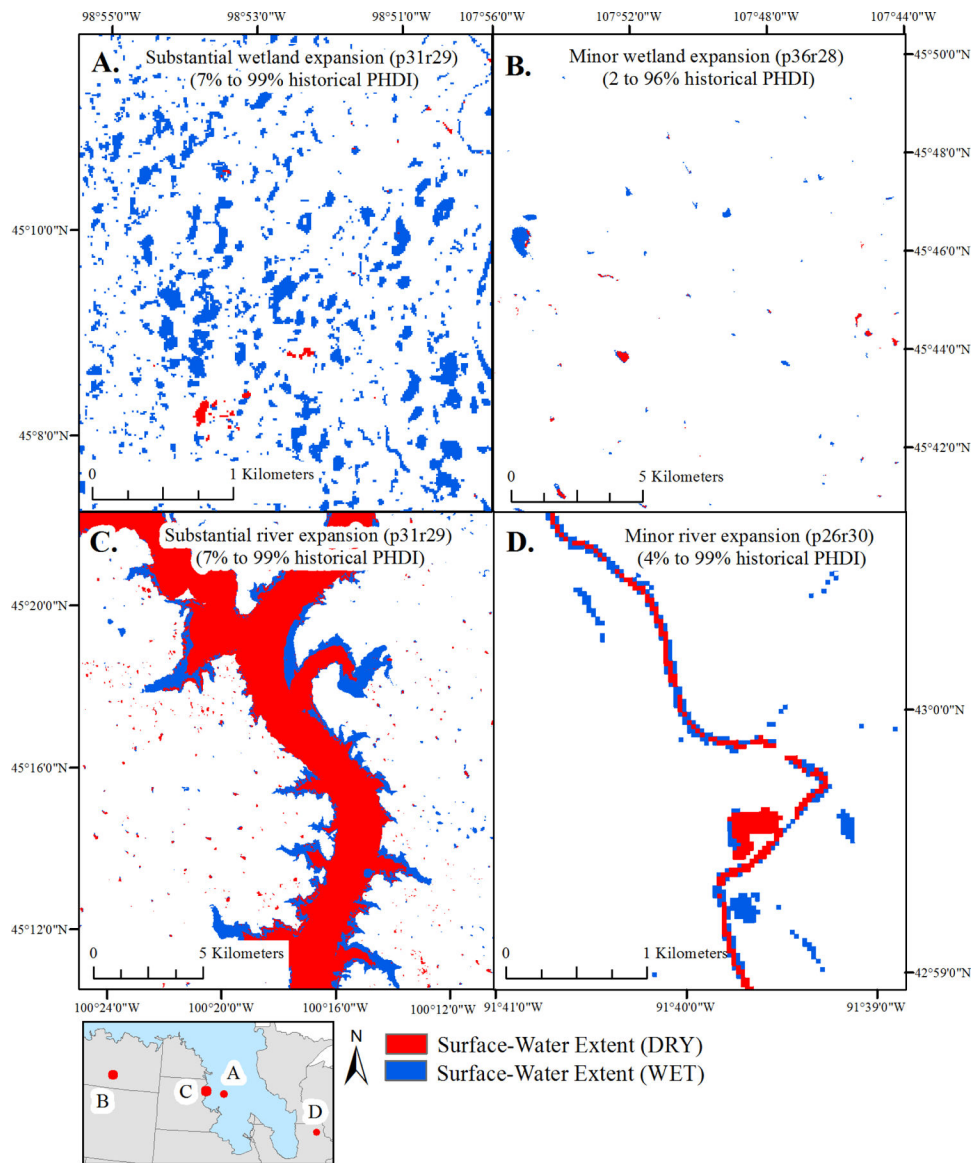 98°55'0"W 98°53'0"W 98°51'0"W 107°56'0"W 107°52'0"W 107°48'0"W 107°44'0"W
A. Substantial wetland expansion (p31r29)
(7% to 99% historical PHDI)
B. Minor wetland expansion (p36r28)
(2 to 96% historical PHDI)
45°50'0"N
45°48'0"N
45°10'0"N
45°46'0"N
45°44'0"N
45°8'0"N
45°42'0"N
0 1 Kilometers
0 5 Kilometers
C. Substantial river expansion (p31r29)
(7% to 99% historical PHDI)
D. Minor river expansion (p26r30)
(4% to 99% historical PHDI)
45°20'0"N
43°0'0"N
45°16'0"N
45°12'0"N
42°59'0"N
0 5 Kilometers
0 1 Kilometers
100°24'0"W 100°20'0"W 100°16'0"W 100°12'0"W 91°41'0"W 91°40'0"W 91°39'0"W
N
Surface-Water Extent (DRY)
Surface-Water Extent (WET)
B
C
A
D